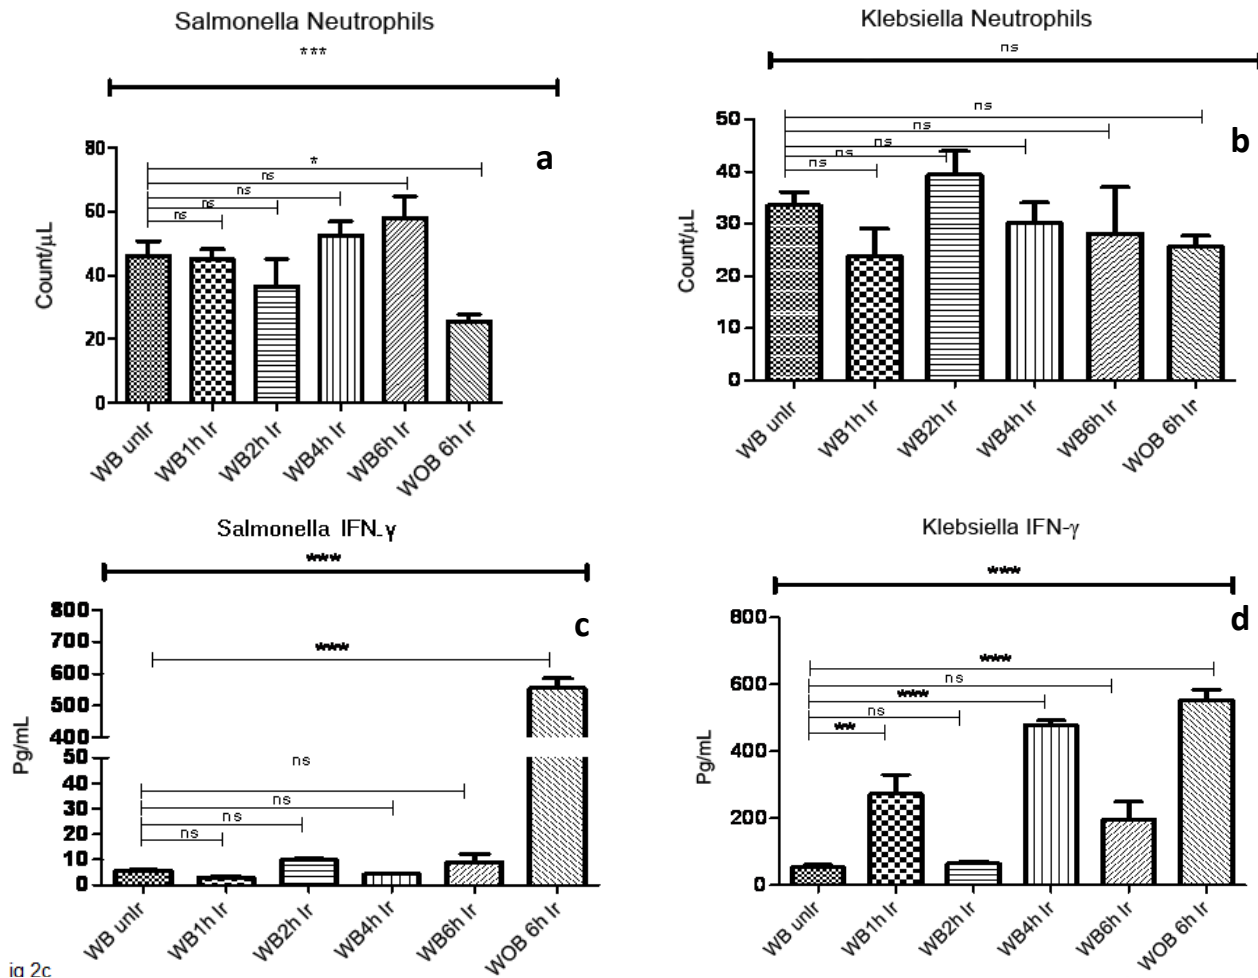 Salmonella Neutrophils
***
a
80
60
40
20
0
Count/µL
*
ns
ns
ns
ns
WB unIr
WB1h Ir
WB2h Ir
WB4h Ir
WB6h Ir
WOB 6h Ir
Klebsiella Neutrophils
ns
b
50
40
30
20
10
0
Count/µL
ns
ns
ns
ns
ns
WB unIr
WB1h Ir
WB2h Ir
WB4h Ir
WB6h Ir
WOB 6h Ir
Salmonella IFN-γ
***
c
800
700
600
500
400
50
40
30
20
10
0
Pg/mL
***
ns
ns
ns
ns
WB unIr
WB1h Ir
WB2h Ir
WB4h Ir
WB6h Ir
WOB 6h Ir
Klebsiella IFN-γ
***
d
800
600
400
200
0
Pg/mL
***
ns
***
ns
**
WB unIr
WB1h Ir
WB2h Ir
WB4h Ir
WB6h Ir
WOB 6h Ir
ig 2c